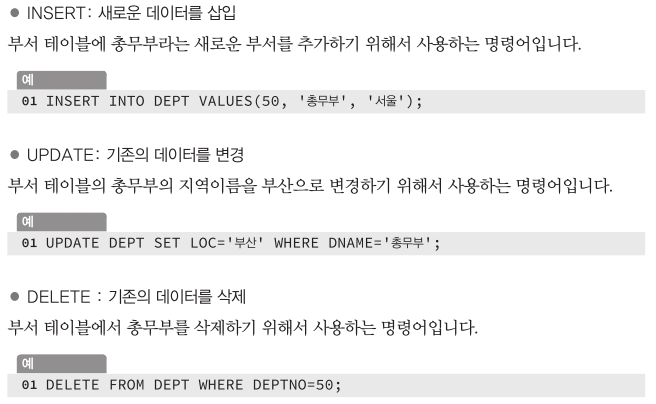 ● INSERT: 새로운 데이터를 삽입
부서 테이블에 총무부라는 새로운 부서를 추가하기 위해서 사용하는 명령어입니다.
예
01 INSERT INTO DEPT VALUES(50, '총무부', '서울');
● UPDATE: 기존의 데이터를 변경
부서 테이블의 총무부의 지역이름을 부산으로 변경하기 위해서 사용하는 명령어입니다.
예
01 UPDATE DEPT SET LOC='부산' WHERE DNAME='총무부';
● DELETE : 기존의 데이터를 삭제
부서 테이블에서 총무부를 삭제하기 위해서 사용하는 명령어입니다.
예
01 DELETE FROM DEPT WHERE DEPTNO=50;